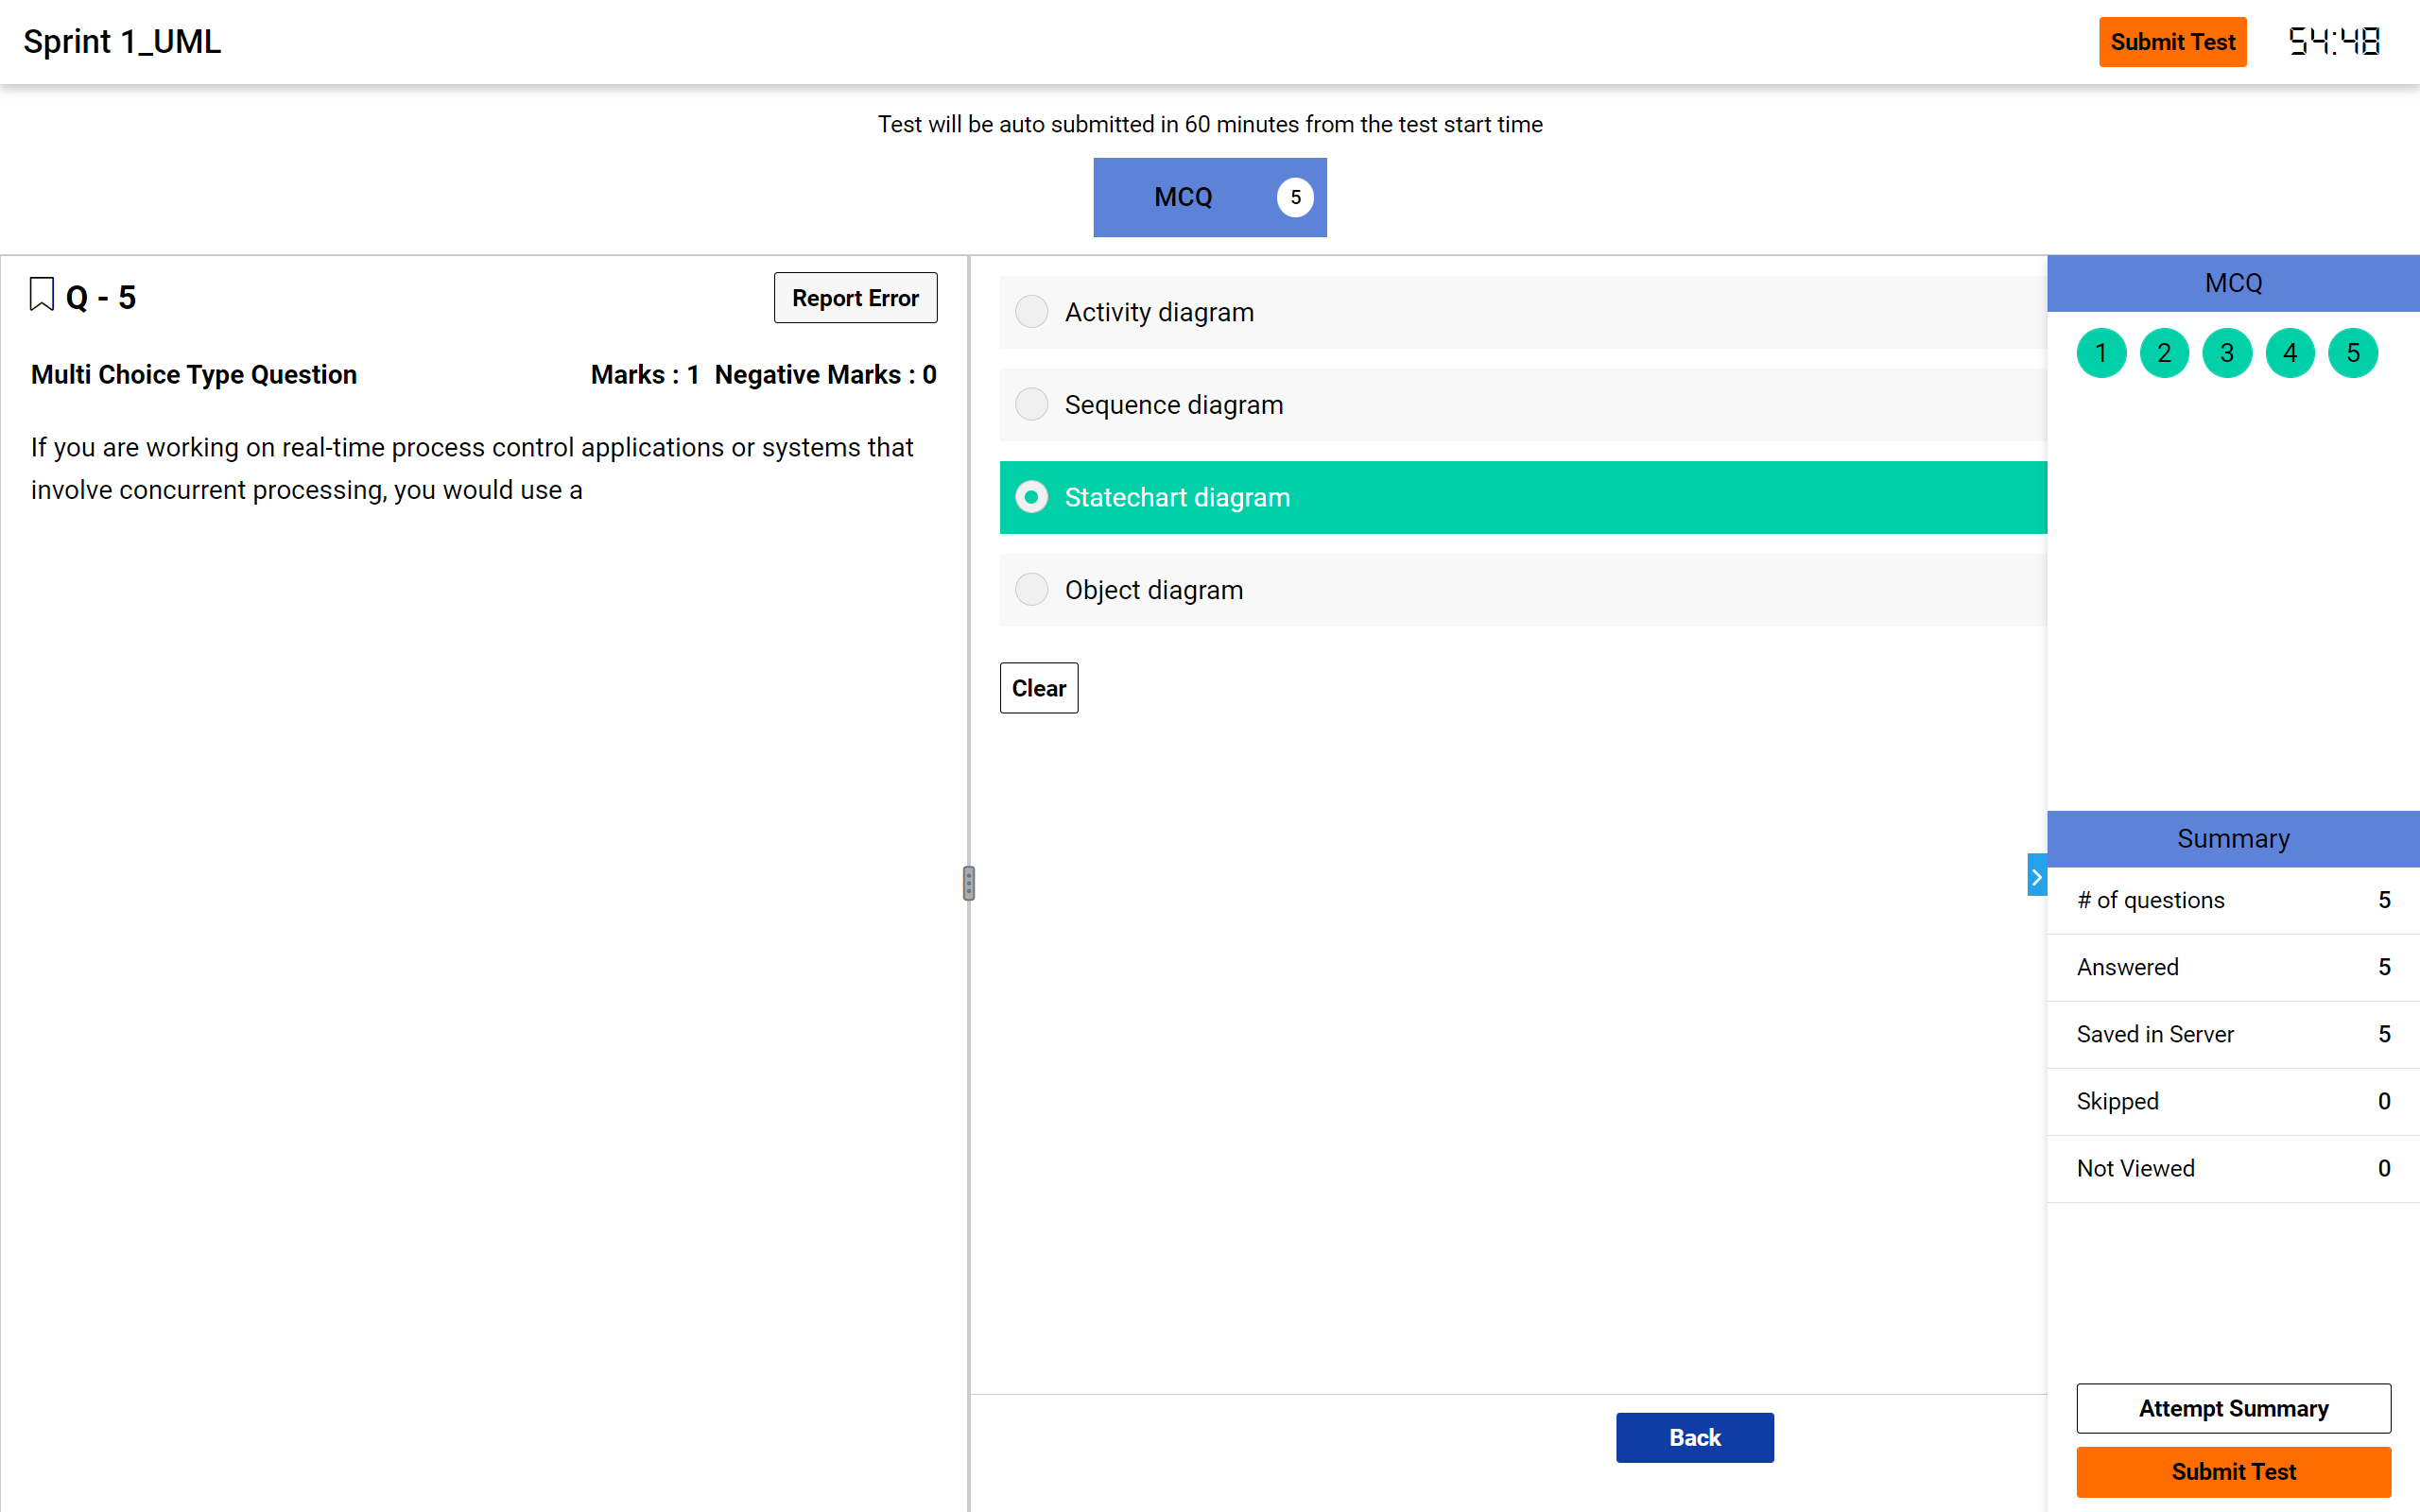 Sprint 1_UML
Submit Test
54:48
Test will be auto submitted in 60 minutes from the test start time
MCQ 5
Q - 5
Report Error
Multi Choice Type Question
Marks : 1 Negative Marks : 0
If you are working on real-time process control applications or systems that
involve concurrent processing, you would use a
Activity diagram
Sequence diagram
Statechart diagram
Object diagram
Clear
Back
MCQ
1 2 3 4 5
Summary
# of questions 5
Answered 5
Saved in Server 5
Skipped 0
Not Viewed 0
Attempt Summary
Submit Test